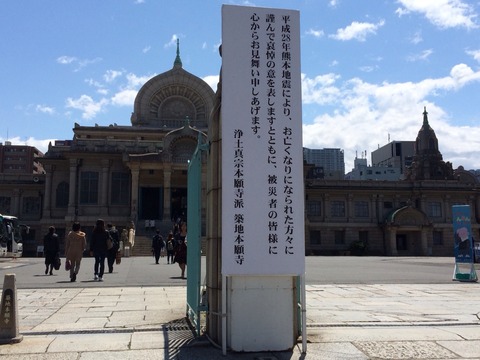 平成28年熊本地震により、お亡くなりになられた方々に
謹んで哀悼の意を表しますとともに、被災者の皆様に
心からお見舞い申しあげます。
浄土真宗本願寺派 築地本願寺